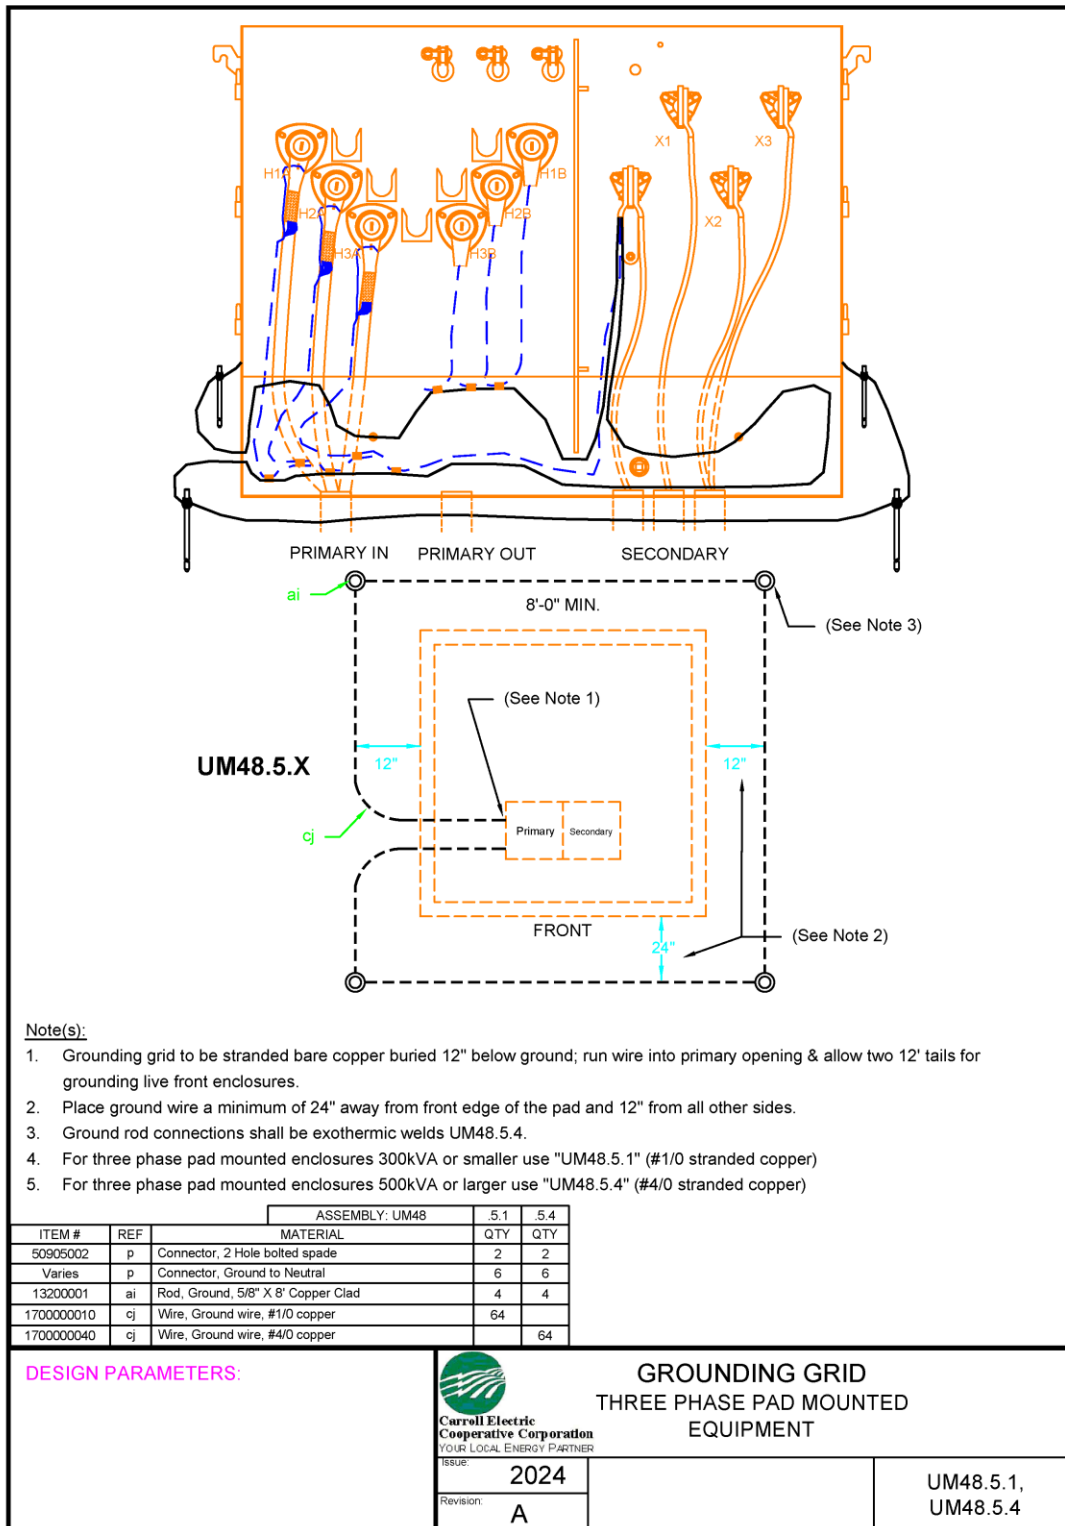 X1
X3
H1A
H1B
H2A
H2B
X2
H3A
H3B
PRIMARY IN
PRIMARY OUT
SECONDARY
ai
8'-0" MIN.
(See Note 3)
(See Note 1)
UM48.5.X
12"
12"
cj
Primary
Secondary
FRONT
24"
(See Note 2)
Note(s):
1. Grounding grid to be stranded bare copper buried 12" below ground; run wire into primary opening & allow two 12' tails for
grounding live front enclosures.
2. Place ground wire a minimum of 24" away from front edge of the pad and 12" from all other sides.
3. Ground rod connections shall be exothermic welds UM48.5.4.
4. For three phase pad mounted enclosures 300kVA or smaller use "UM48.5.1" (#1/0 stranded copper)
5. For three phase pad mounted enclosures 500kVA or larger use "UM48.5.4" (#4/0 stranded copper)
ASSEMBLY: UM48 .5.1 .5.4
ITEM # REF MATERIAL QTY QTY
50905002 p Connector, 2 Hole bolted spade 2 2
Varies p Connector, Ground to Neutral 6 6
13200001 ai Rod, Ground, 5/8" X 8' Copper Clad 4 4
1700000010 cj Wire, Ground wire, #1/0 copper 64
1700000040 cj Wire, Ground wire, #4/0 copper 64
DESIGN PARAMETERS:
Carroll Electric
Cooperative Corporation
YOUR LOCAL ENERGY PARTNER
GROUNDING GRID
THREE PHASE PAD MOUNTED
EQUIPMENT
Issue:
2024
Revision:
A
UM48.5.1,
UM48.5.4